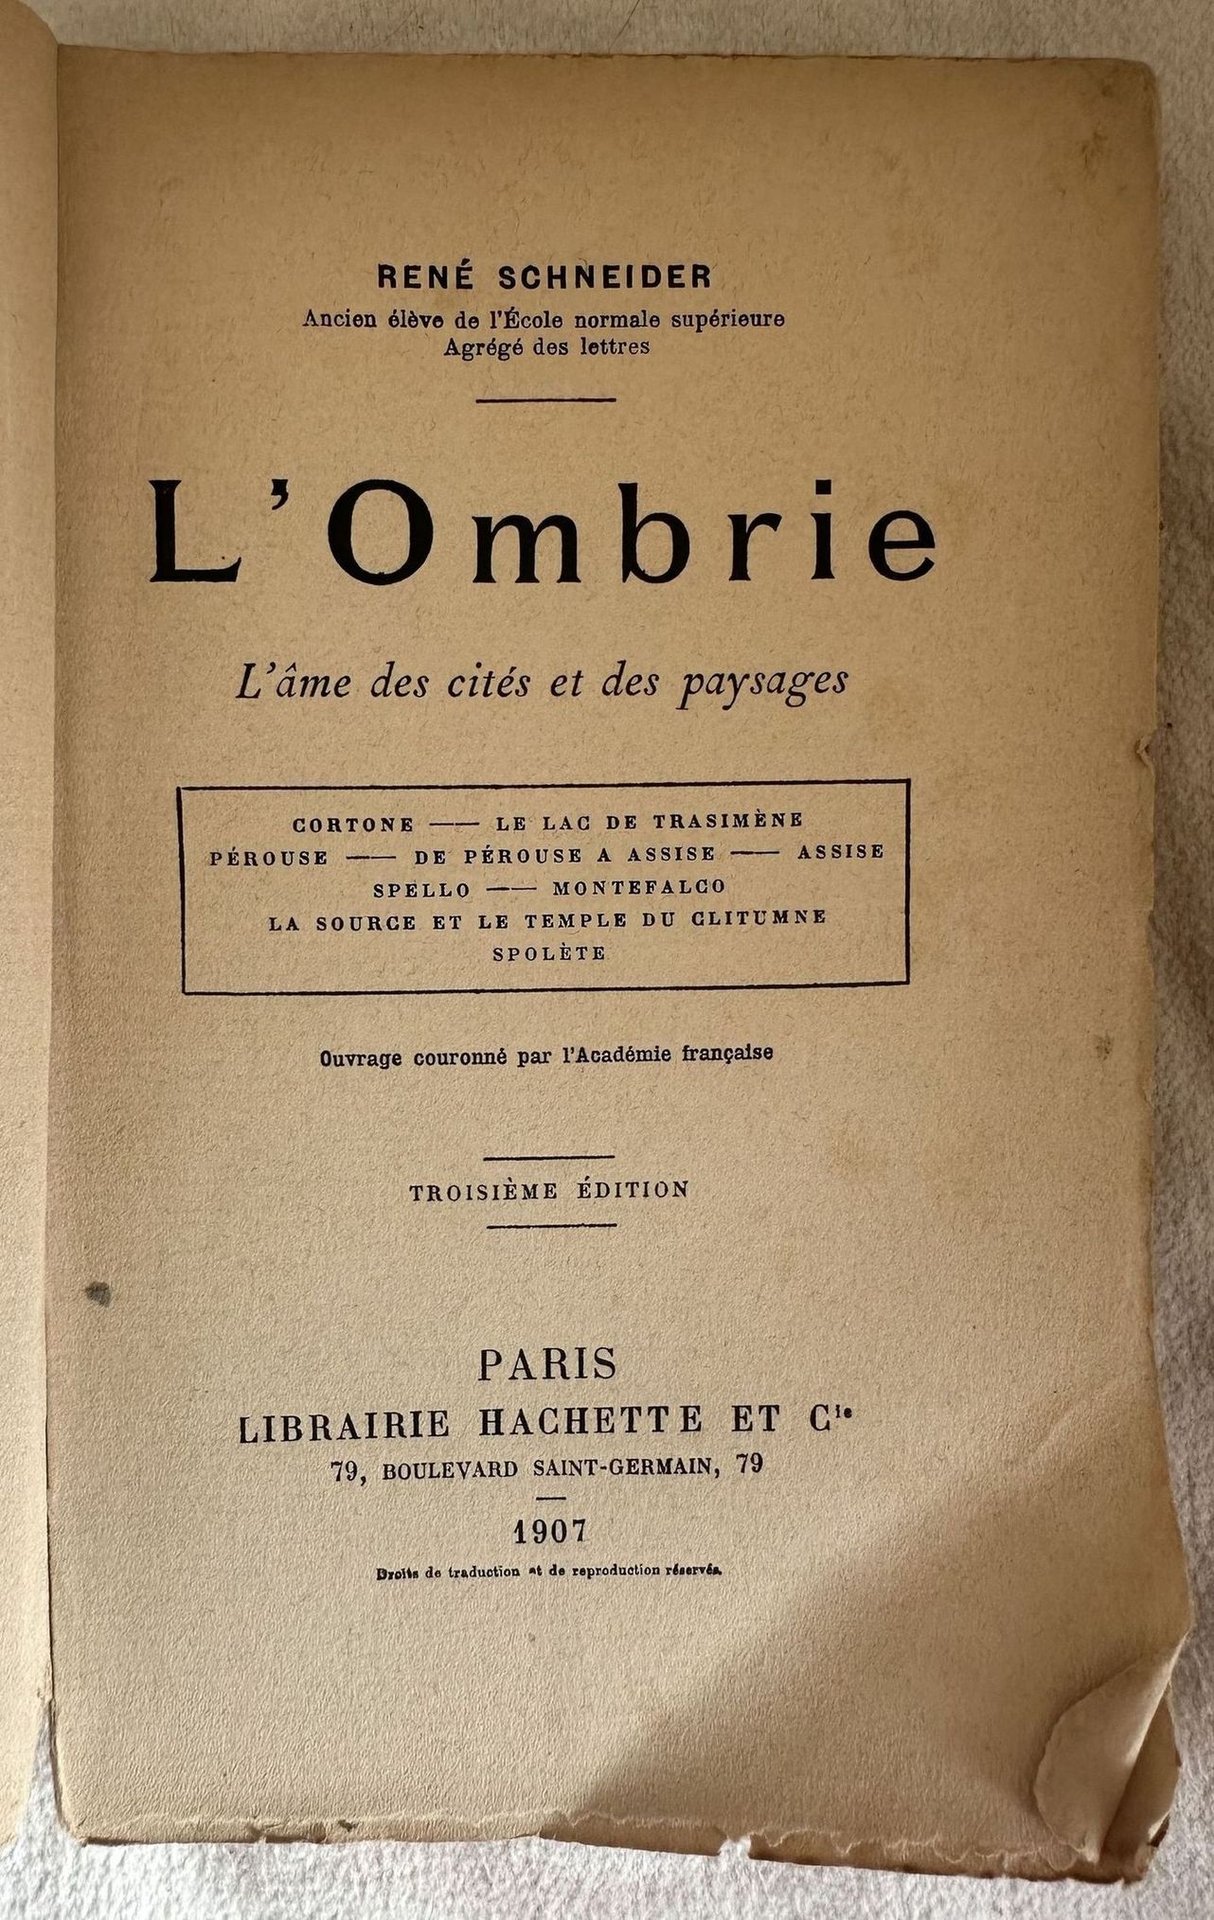 RENÉ SCHNEIDER
Ancien élève de l'École normale supérieure
Agrégé des lettres
L'Ombrie
L'âme des cités et des paysages
CORTONE —— LE LAC DE TRASIMÈNE
PÉROUSE —— DE PÉROUSE A ASSISE —— ASSISE
SPELLO —— MONTEFALCO
LA SOURCE ET LE TEMPLE DU CLITUMNE
SPOLÈTE
Ouvrage couronné par l'Académie française
TROISIÈME ÉDITION
PARIS
LIBRAIRIE HACHETTE ET Cie
79, BOULEVARD SAINT-GERMAIN, 79
1907
Droits de traduction et de reproduction réservés.